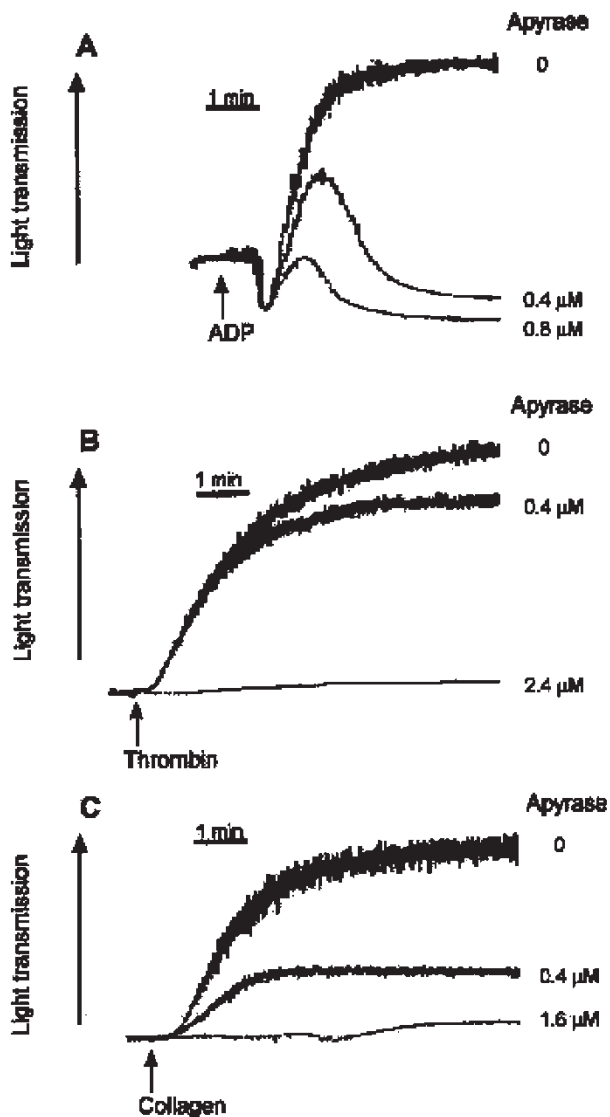 Apyrase
A
0
1 min
Light transmission
ADP
0.4 µM
0.8 µM
Apyrase
B
0
1 min
0.4 µM
Light transmission
2.4 µM
Thrombin
Apyrase
C
0
1 min
Light transmission
0.4 µM
1.6 µM
Collagen